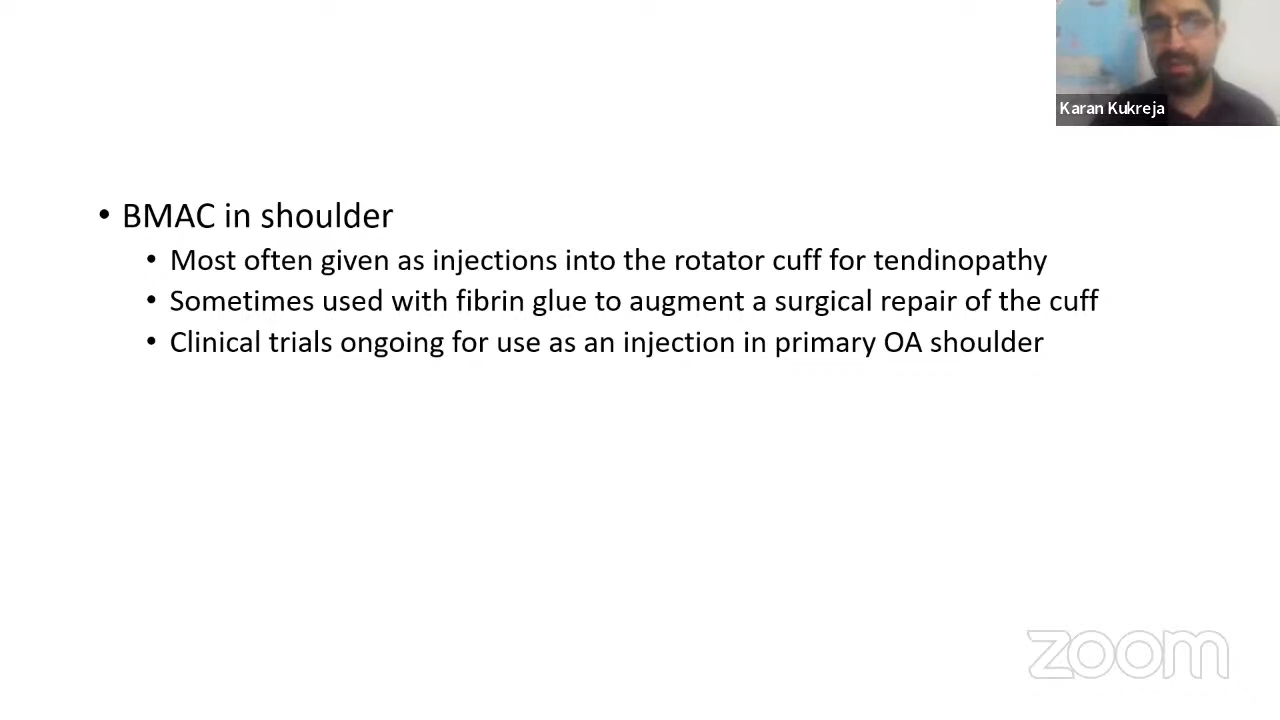 Karan Kukreja
• BMAC in shoulder
• Most often given as injections into the rotator cuff for tendinopathy
• Sometimes used with fibrin glue to augment a surgical repair of the cuff
• Clinical trials ongoing for use as an injection in primary OA shoulder
zoom